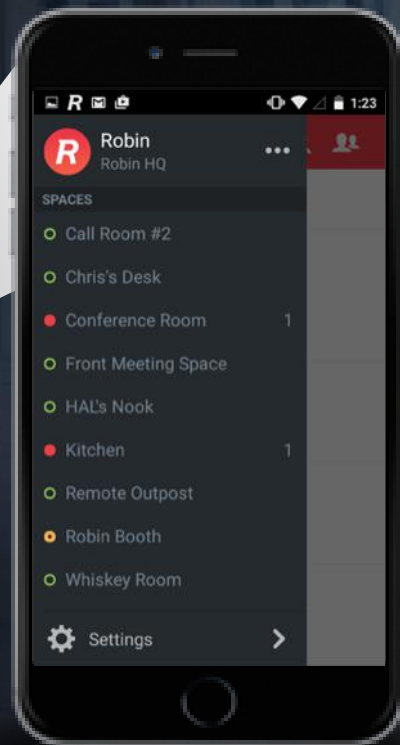 R 1:23
R Robin
Robin HQ
SPACES
Call Room #2
Chris's Desk
Conference Room 1
Front Meeting Space
HAL's Nook
Kitchen 1
Remote Outpost
Robin Booth
Whiskey Room
Settings